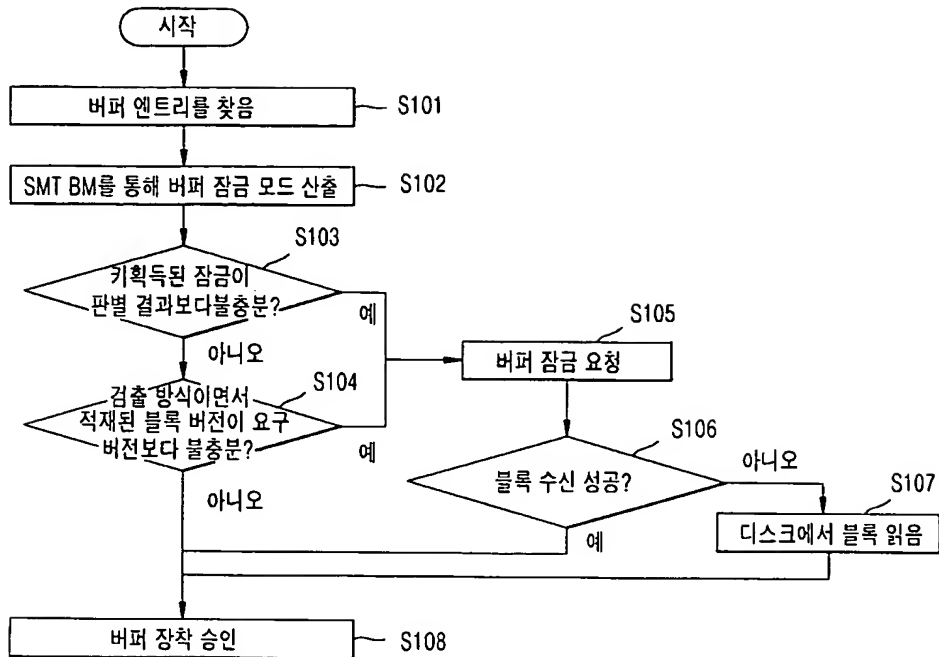 시작
버퍼 엔트리를 찾음
S101
SMT BM를 통해 버퍼 잠금 모드 산출
S102
S103
키획득된 잠금이
판별 결과보다불충분?
예
아니오
S105
버퍼 잠금 요청
S104
검출 방식이면서
적재된 블록 버전이 요구
버전보다 불충분?
예
아니오
S106
블록 수신 성공?
아니오
예
S107
디스크에서 블록 읽음
버퍼 장착 승인
S108